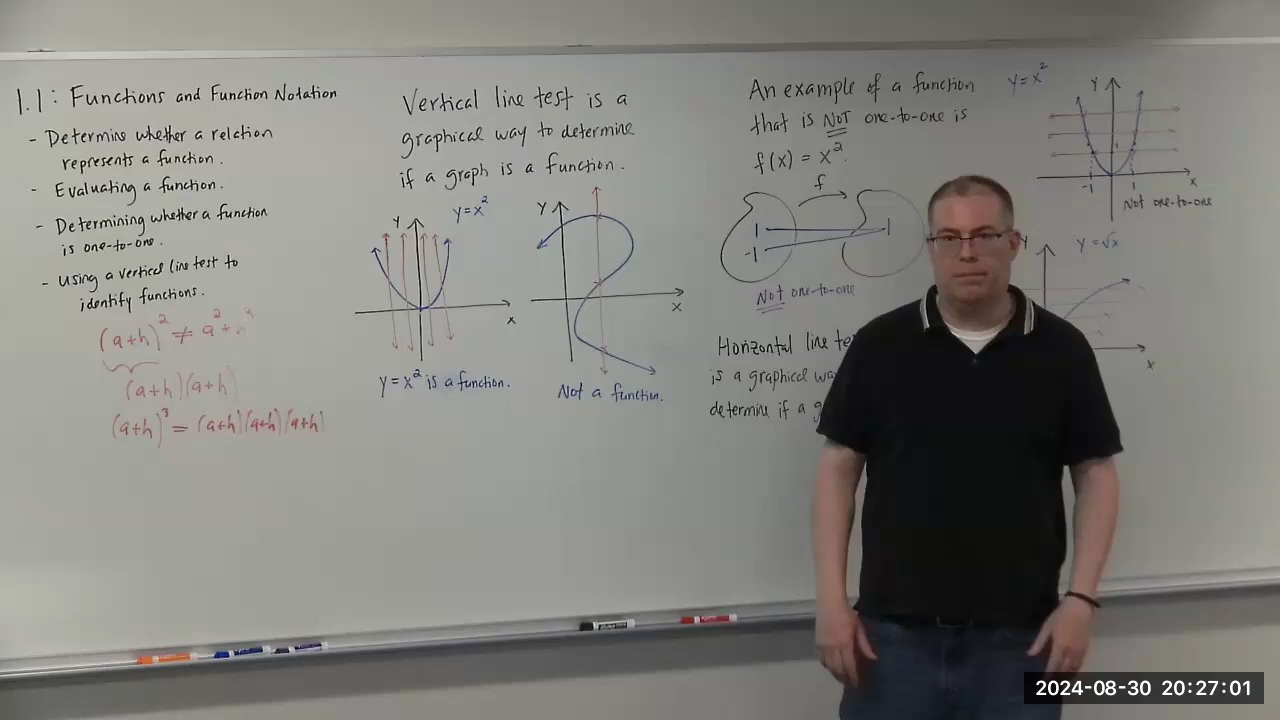 1.1: Functions and Function Notation
- Determine whether a relation
represents a function.
- Evaluating a function.
- Determining whether a function
is one-to-one.
- Using a vertical line test to
identify functions.
(a+h)² ≠ a² + h²
(a+h)(a+h)
(a+h)³ = (a+h)(a+h)(a+h)
Vertical line test is a
graphical way to determine
if a graph is a function.
y=x²
Y
x
y=x² is a function.
Y
x
Not a function.
An example of a function
that is NOT one-to-one is
f(x) = x².
f
1
-1
1
Not one-to-one
Horizontal line
is a graphical
determine if a
y=x²
Y
1
-1
1
x
Not one-to-one
Y
y=√x
x
2024-08-30 20:27:01